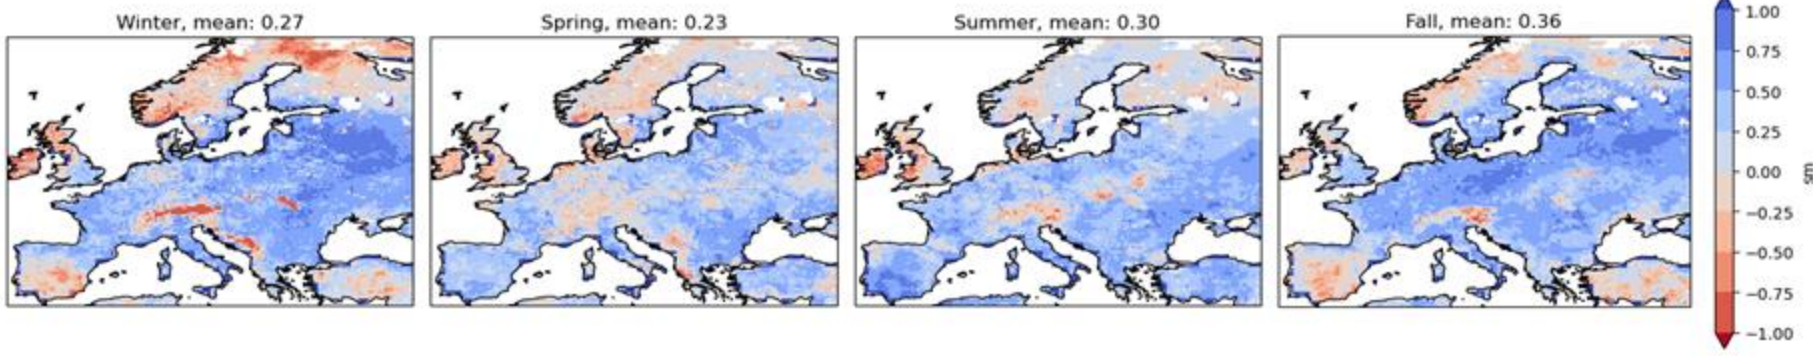 Winter, mean: 0.27
Spring, mean: 0.23
Summer, mean: 0.30
Fall, mean: 0.36
1.00
0.75
0.50
0.25
0.00
−0.25
−0.50
−0.75
−1.00
sm